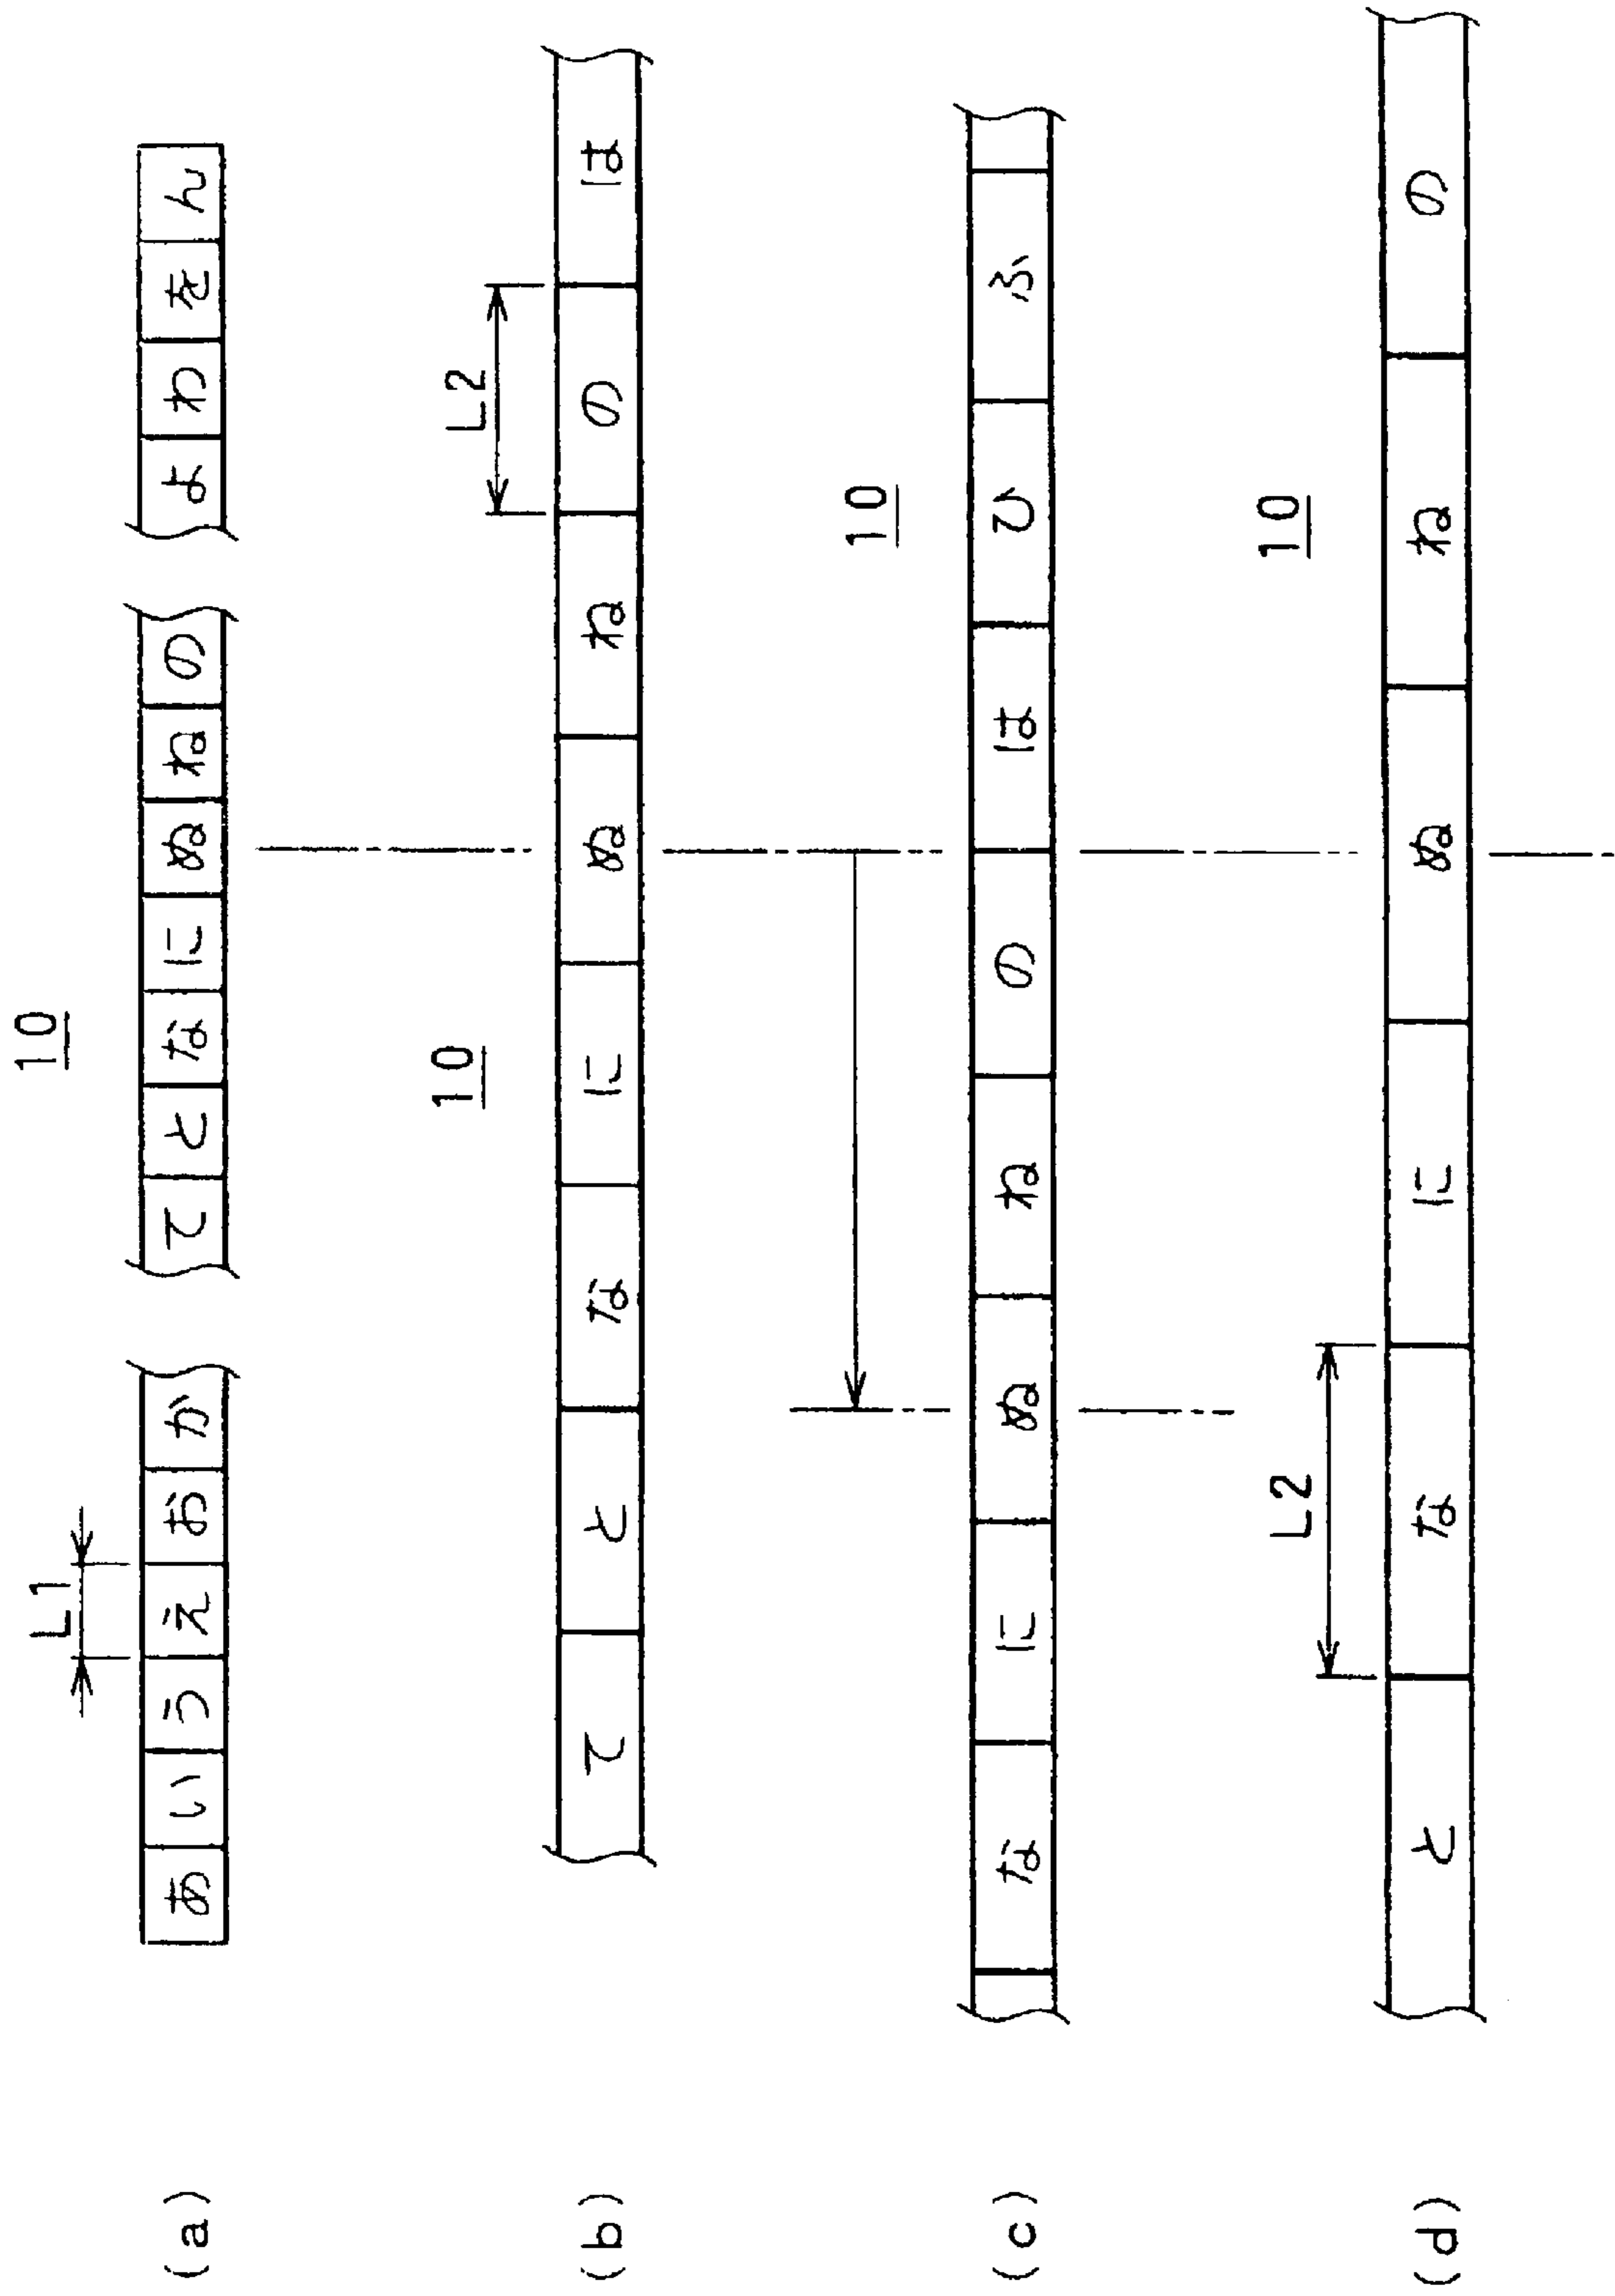 10
L1
(a) あ い う え お か て と な に ぬ ね の よ わ を ん
L2
10
(b) て と な に ぬ ね の は
10
(c) な に ぬ ね の は ひ ふ
10
L2
(d) と な に ぬ ね の